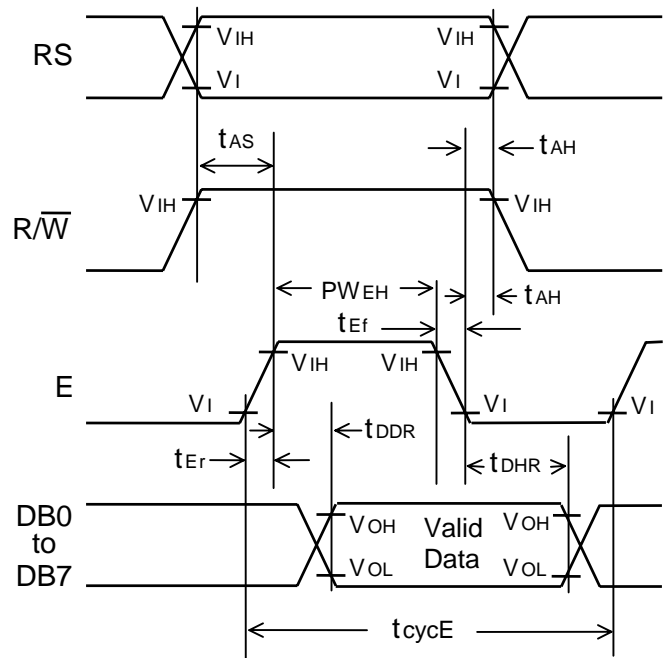 RS
VIH
VI
VIH
VI
tAS
tAH
R/W̅
VIH
VIH
PWEH
tAH
tEf
E
VI
VIH
VIH
VI
VI
tEr
tDDR
tDHR
DB0
to
DB7
VOH
VOL
Valid
Data
VOH
VOL
tcycE